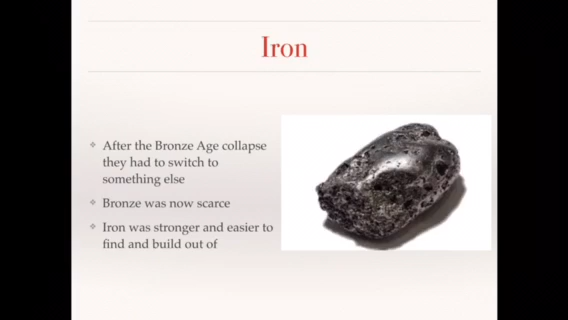 Iron
After the Bronze Age collapse
they had to switch to
something else
Bronze was now scarce
Iron was stronger and easier to
find and build out of